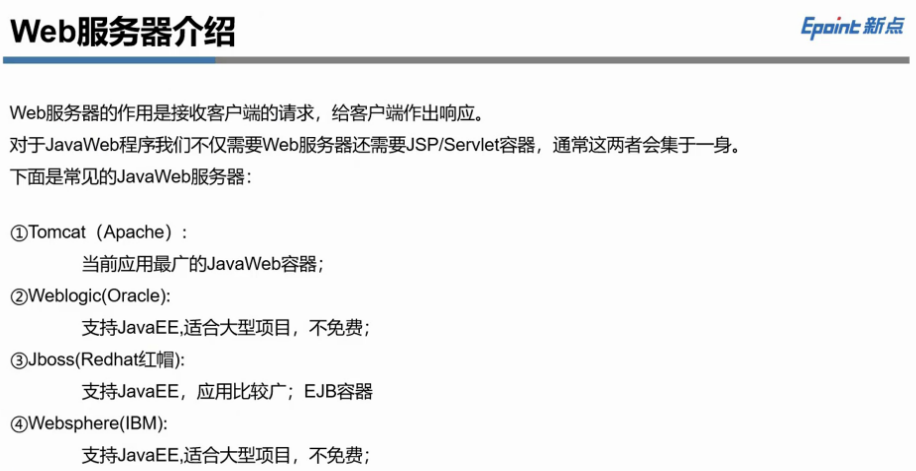 Web服务器介绍
Epoint 新点
Web服务器的作用是接收客户端的请求，给客户端作出响应。
对于JavaWeb程序我们不仅需要Web服务器还需要JSP/Servlet容器，通常这两者会集于一身。
下面是常见的JavaWeb服务器：
①Tomcat（Apache）:
当前应用最广的JavaWeb容器；
②Weblogic(Oracle):
支持JavaEE,适合大型项目，不免费；
③Jboss(Redhat红帽):
支持JavaEE，应用比较广；EJB容器
④Websphere(IBM):
支持JavaEE,适合大型项目，不免费；